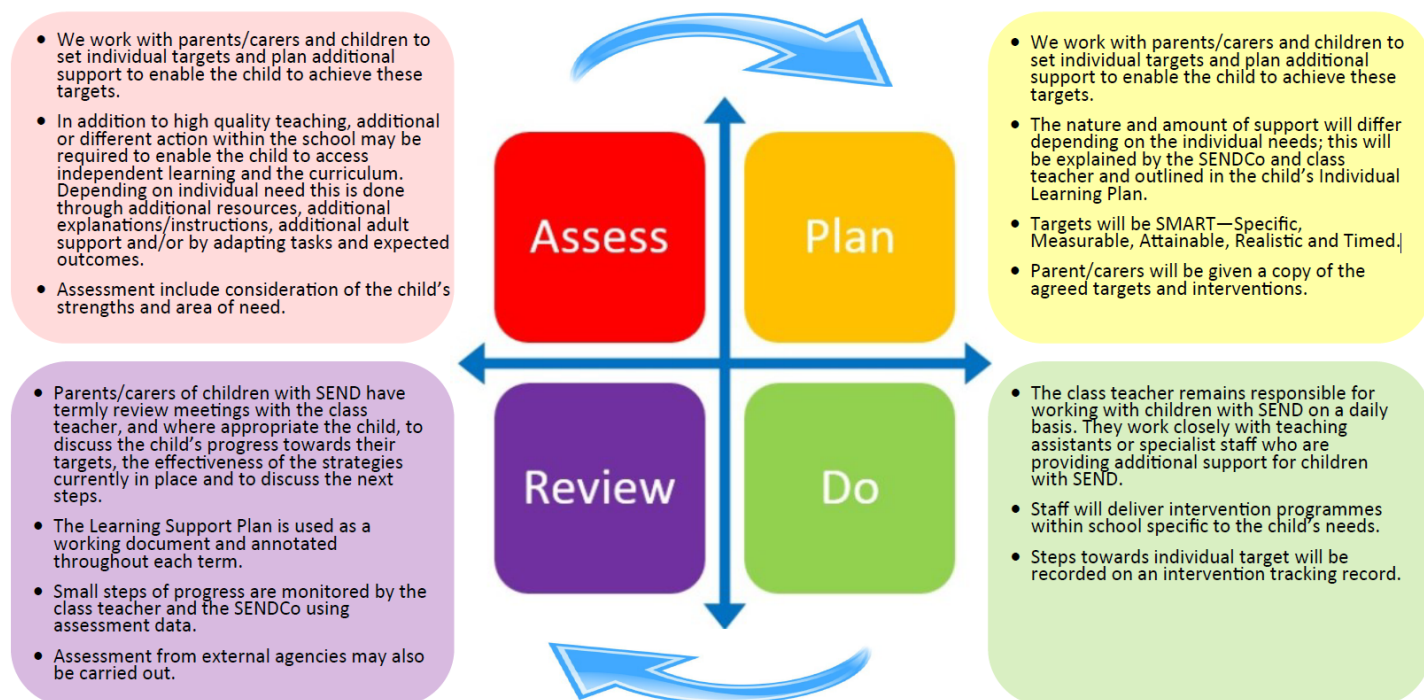 • We work with parents/carers and children to
set individual targets and plan additional
support to enable the child to achieve these
targets.
• In addition to high quality teaching, additional
or different action within the school may be
required to enable the child to access
independent learning and the curriculum.
Depending on individual need this is done
through additional resources, additional
explanations/instructions, additional adult
support and/or by adapting tasks and expected
outcomes.
• Assessment include consideration of the child’s
strengths and area of need.
Assess
Plan
• We work with parents/carers and children to
set individual targets and plan additional
support to enable the child to achieve these
targets.
• The nature and amount of support will differ
depending on the individual needs; this will
be explained by the SENDCo and class
teacher and outlined in the child’s Individual
Learning Plan.
• Targets will be SMART—Specific,
Measurable, Attainable, Realistic and Timed.
• Parent/carers will be given a copy of the
agreed targets and interventions.
• Parents/carers of children with SEND have
termly review meetings with the class
teacher, and where appropriate the child, to
discuss the child’s progress towards their
targets, the effectiveness of the strategies
currently in place and to discuss the next
steps.
• The Learning Support Plan is used as a
working document and annotated
throughout each term.
• Small steps of progress are monitored by the
class teacher and the SENDCo using
assessment data.
• Assessment from external agencies may also
be carried out.
Review
Do
• The class teacher remains responsible for
working with children with SEND on a daily
basis. They work closely with teaching
assistants or specialist staff who are
providing additional support for children
with SEND.
• Staff will deliver intervention programmes
within school specific to the child’s needs.
• Steps towards individual target will be
recorded on an intervention tracking record.